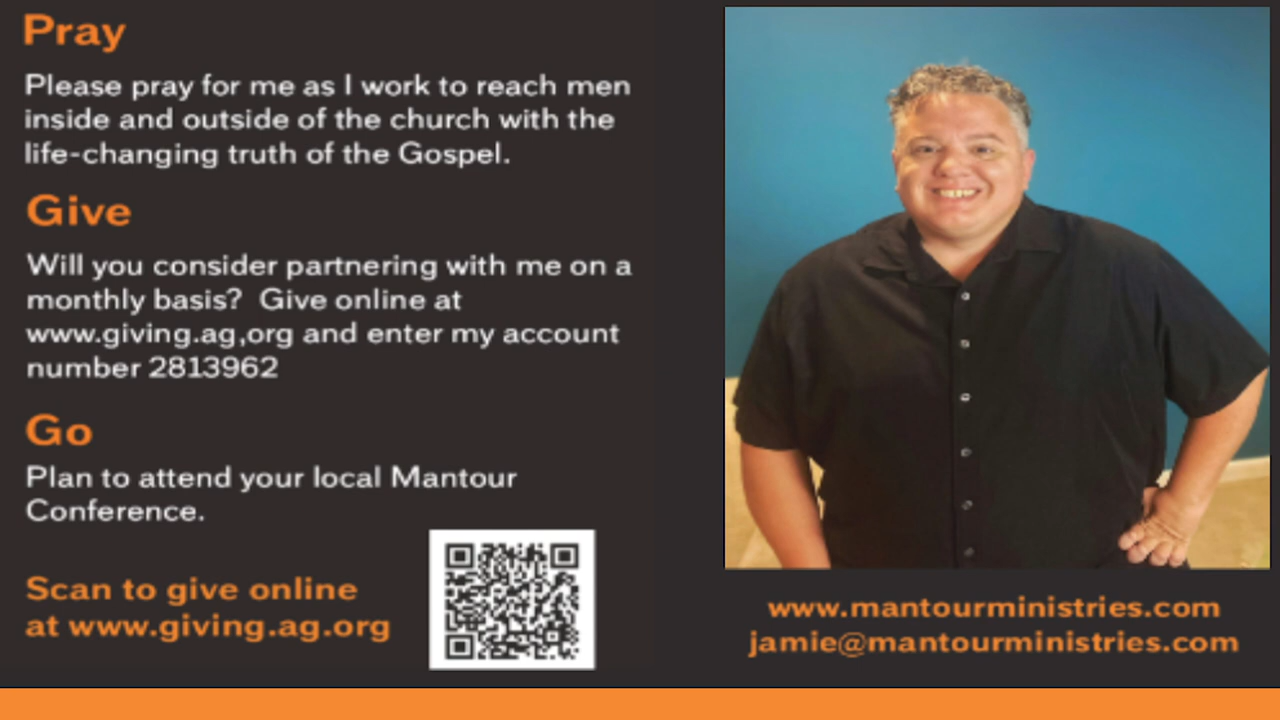 Pray
Please pray for me as I work to reach men
inside and outside of the church with the
life-changing truth of the Gospel.
Give
Will you consider partnering with me on a
monthly basis?  Give online at
www.giving.ag,org and enter my account
number 2813962
Go
Plan to attend your local Mantour
Conference.
Scan to give online
at www.giving.ag.org
www.mantourministries.com
jamie@mantourministries.com